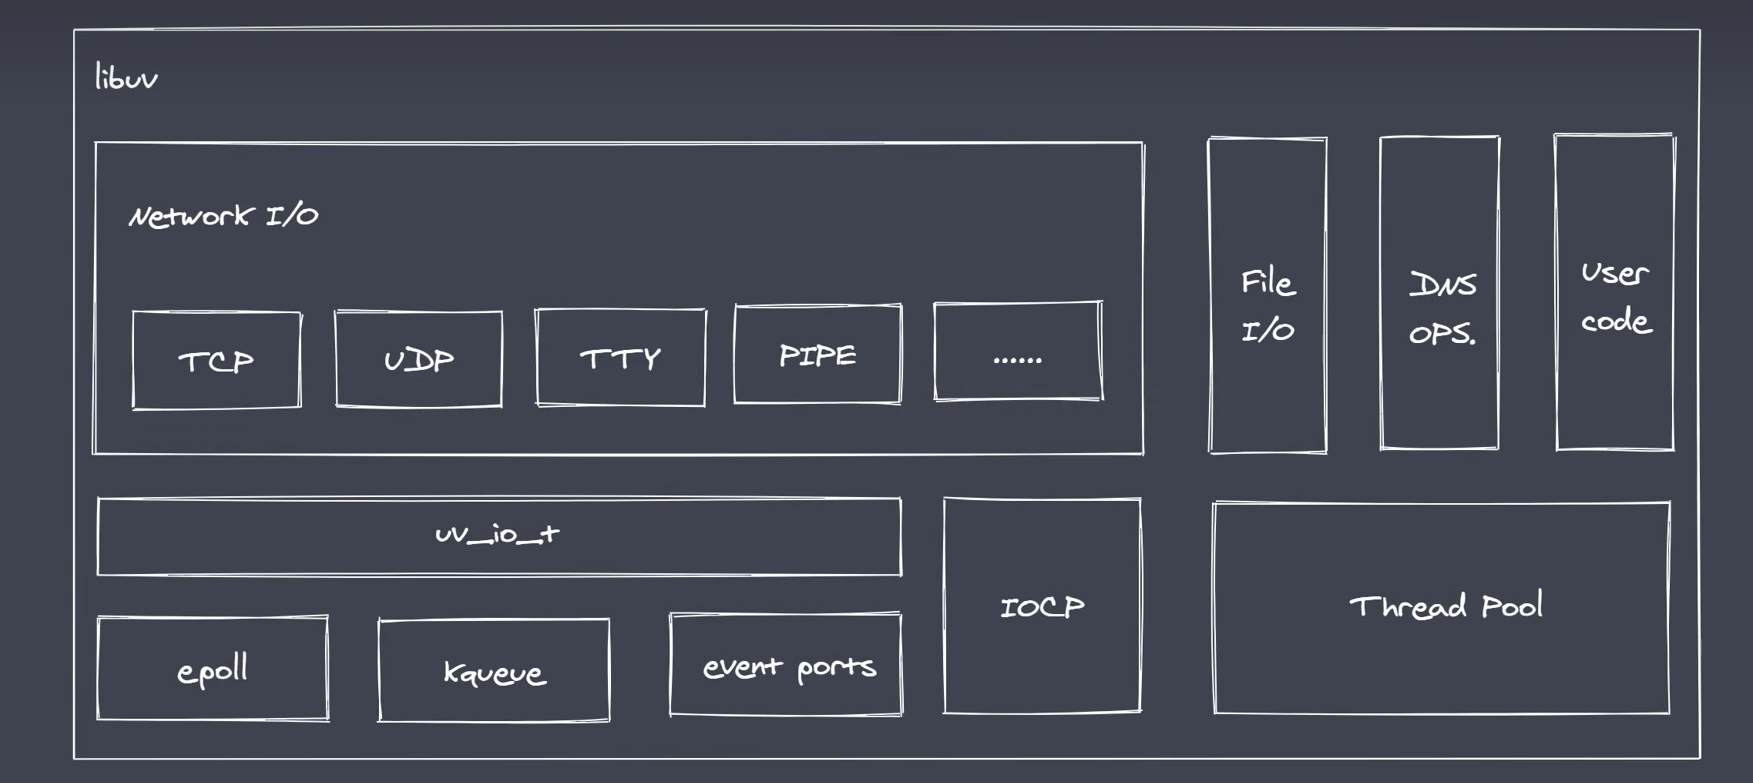 libuv
Network I/O
TCP
UDP
TTY
PIPE
......
File
I/O
DNS
OPS.
User
code
uv_io_t
IOCP
Thread Pool
epoll
kqueue
event ports